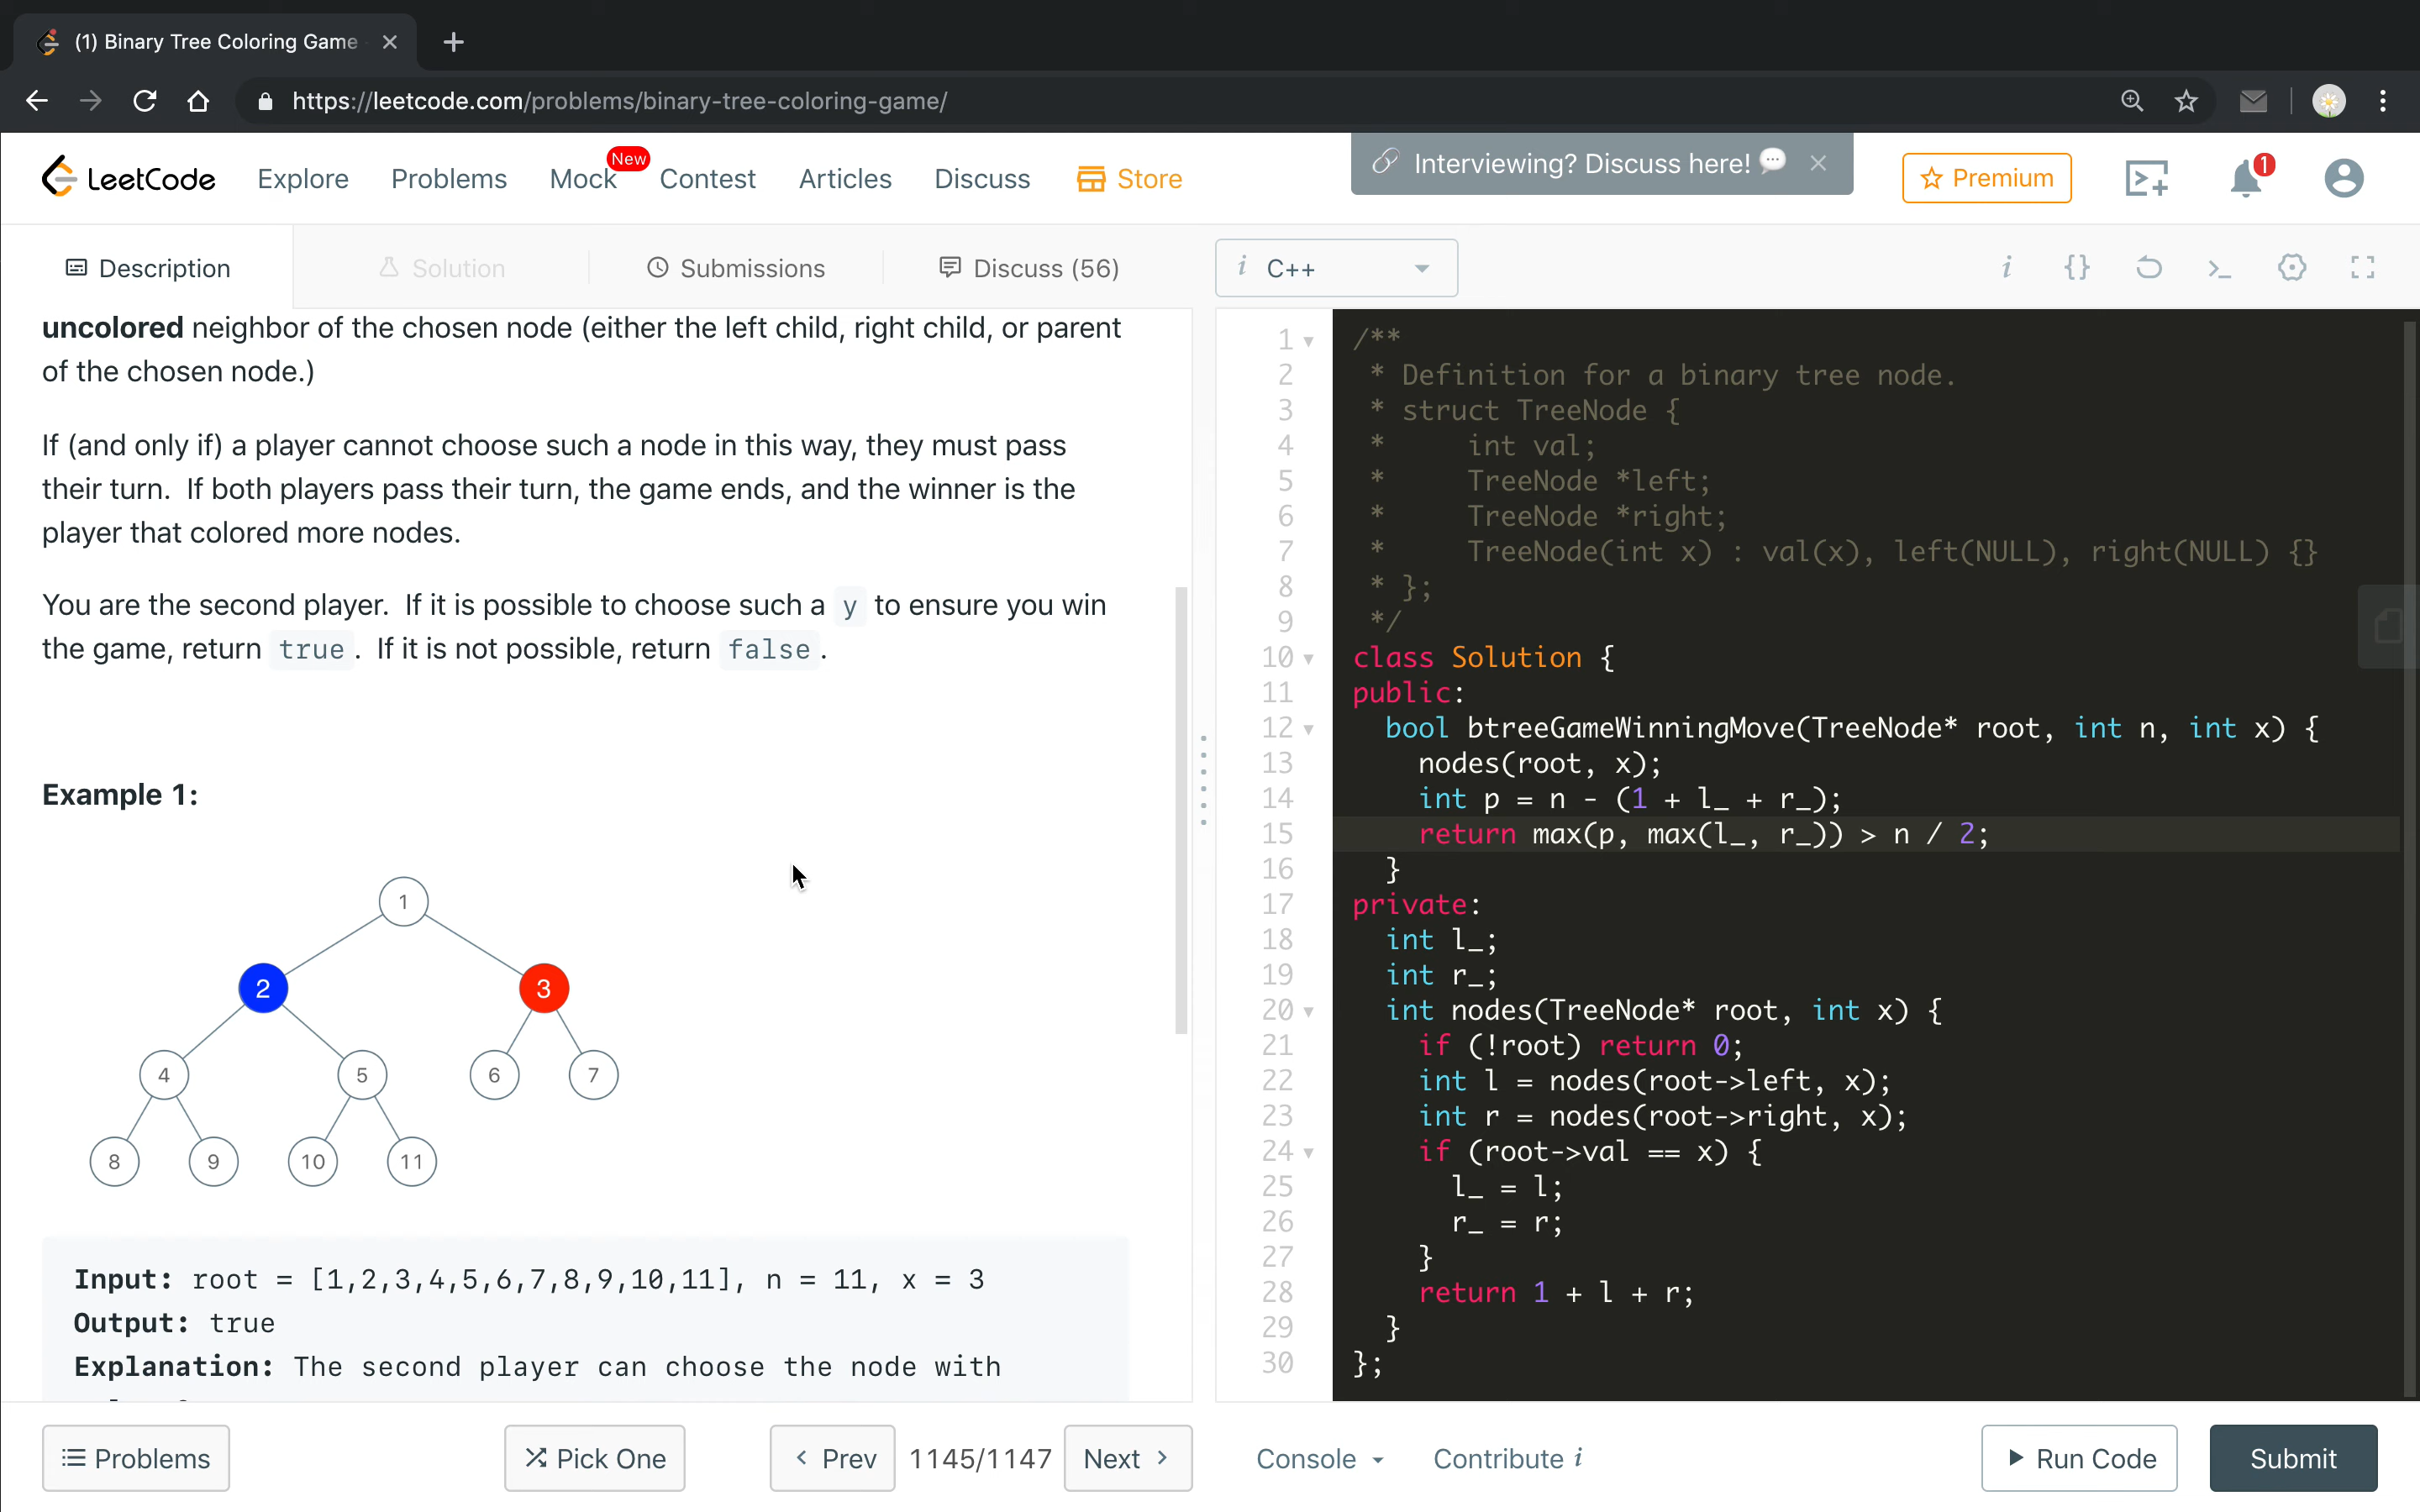 (1) Binary Tree Coloring Game
https://leetcode.com/problems/binary-tree-coloring-game/
LeetCode Explore Problems Mock New Contest Articles Discuss Store Interviewing? Discuss here! Premium 1
Description Solution Submissions Discuss (56) i C++ i {}
uncolored neighbor of the chosen node (either the left child, right child, or parent
of the chosen node.)
If (and only if) a player cannot choose such a node in this way, they must pass
their turn. If both players pass their turn, the game ends, and the winner is the
player that colored more nodes.
You are the second player. If it is possible to choose such a y to ensure you win
the game, return true. If it is not possible, return false.
Example 1:
1
2 3
4 5 6 7
8 9 10 11
Input: root = [1,2,3,4,5,6,7,8,9,10,11], n = 11, x = 3
Output: true
Explanation: The second player can choose the node with
1 /**
2 * Definition for a binary tree node.
3 * struct TreeNode {
4 *     int val;
5 *     TreeNode *left;
6 *     TreeNode *right;
7 *     TreeNode(int x) : val(x), left(NULL), right(NULL) {}
8 * };
9 */
10 class Solution {
11 public:
12   bool btreeGameWinningMove(TreeNode* root, int n, int x) {
13     nodes(root, x);
14     int p = n - (1 + l_ + r_);
15     return max(p, max(l_, r_)) > n / 2;
16   }
17 private:
18   int l_;
19   int r_;
20   int nodes(TreeNode* root, int x) {
21     if (!root) return 0;
22     int l = nodes(root->left, x);
23     int r = nodes(root->right, x);
24     if (root->val == x) {
25       l_ = l;
26       r_ = r;
27     }
28     return 1 + l + r;
29   }
30 };
Problems Pick One Prev 1145/1147 Next Console Contribute i Run Code Submit